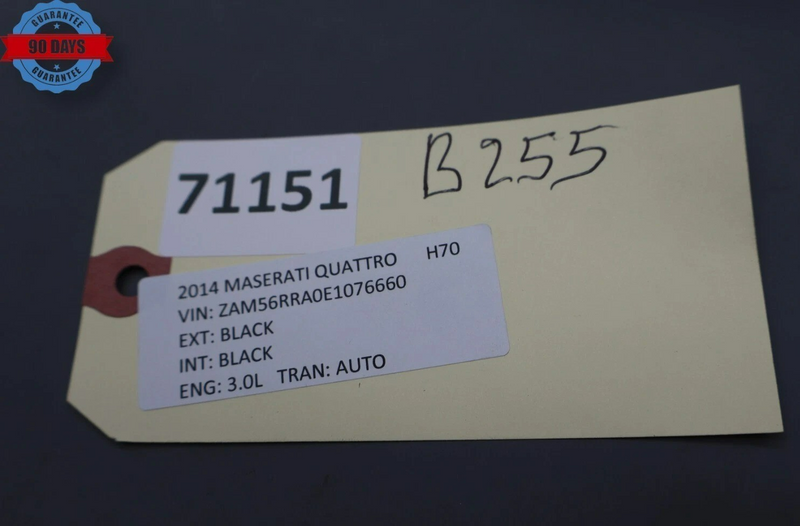 GUARANTEE
90 DAYS
GUARANTEE
71151
B255
2014 MASERATI QUATTRO H70
VIN: ZAM56RRA0E1076660
EXT: BLACK
INT: BLACK
ENG: 3.0L TRAN: AUTO